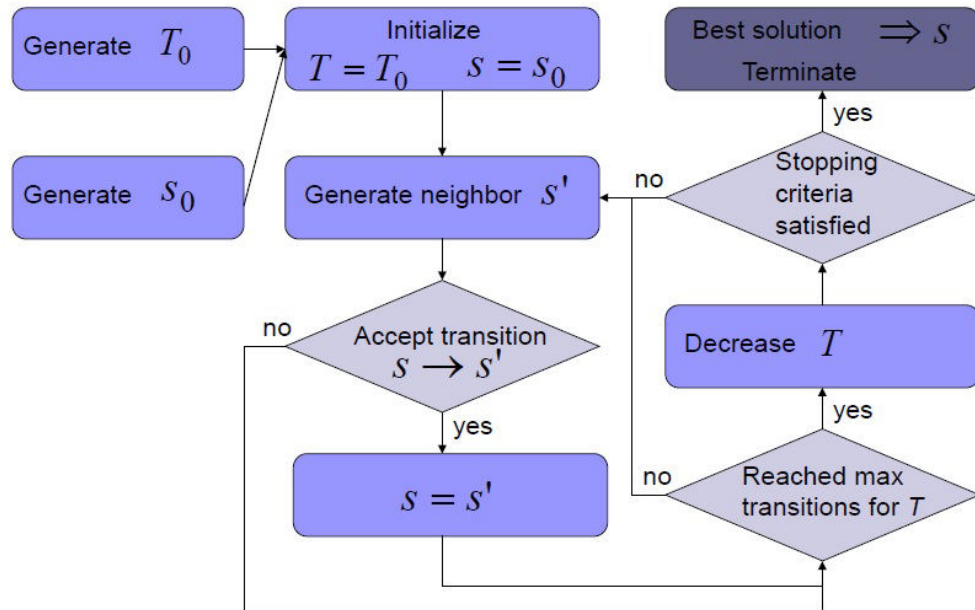 Generate T₀
Initialize
T = T₀ s = s₀
Best solution ⇒ s
Terminate
yes
Generate s₀
Generate neighbor s'
no
Stopping
criteria
satisfied
no
Accept transition
s → s'
Decrease T
yes
yes
s = s'
no
Reached max
transitions for T